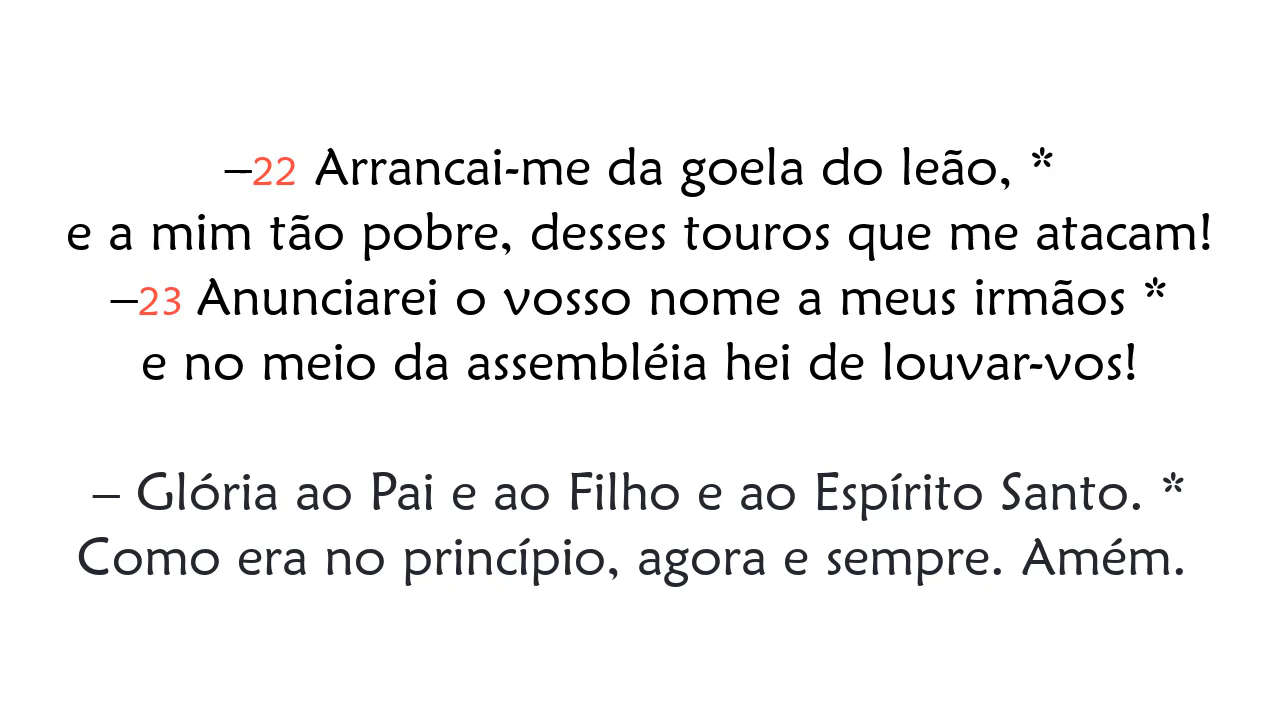 –22 Arrancai-me da goela do leão, *
e a mim tão pobre, desses touros que me atacam!
–23 Anunciarei o vosso nome a meus irmãos *
e no meio da assembléia hei de louvar-vos!
– Glória ao Pai e ao Filho e ao Espírito Santo. *
Como era no princípio, agora e sempre. Amém.